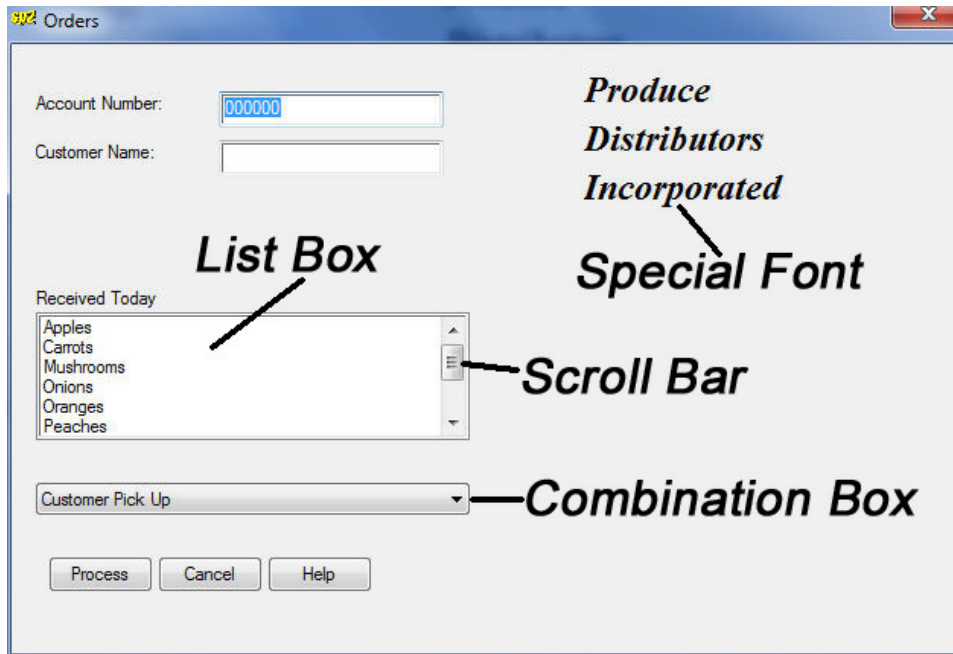 Orders
X
Account Number: 000000
Customer Name:
Produce
Distributors
Incorporated
List Box
Special Font
Received Today
Apples
Carrots
Mushrooms
Onions
Oranges
Peaches
Scroll Bar
Customer Pick Up
Combination Box
Process Cancel Help